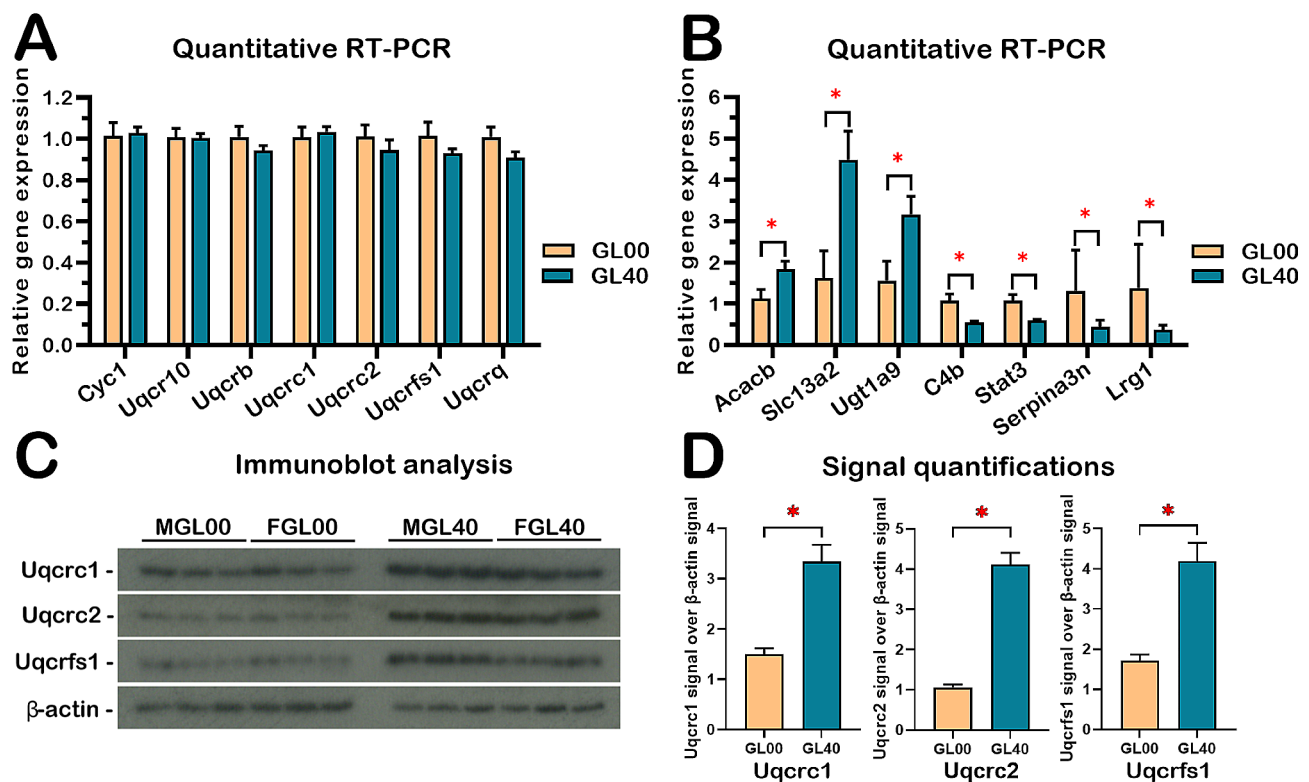 A
Quantitative RT-PCR
Relative gene expression
1.2
1.0
0.8
0.6
0.4
0.2
0.0
Cyc1
Uqcr10
Uqcrb
Uqcrc1
Uqcrc2
Uqcrfs1
Uqcrq
GL00
GL40
B
Quantitative RT-PCR
Relative gene expression
6
5
4
3
2
1
0
* * * * * * *
Acacb
Slc13a2
Ugt1a9
C4b
Stat3
Serpina3n
Lrg1
GL00
GL40
C
Immunoblot analysis
MGL00 FGL00 MGL40 FGL40
Uqcrc1 -
Uqcrc2 -
Uqcrfs1 -
β-actin -
D
Signal quantifications
Uqcrc1 signal over β-actin signal
4
3
2
1
0
*
GL00 GL40
Uqcrc1
Uqcrc2 signal over β-actin signal
5
4
3
2
1
0
*
GL00 GL40
Uqcrc2
Uqcrfs1 signal over β-actin signal
5
4
3
2
1
0
*
GL00 GL40
Uqcrfs1